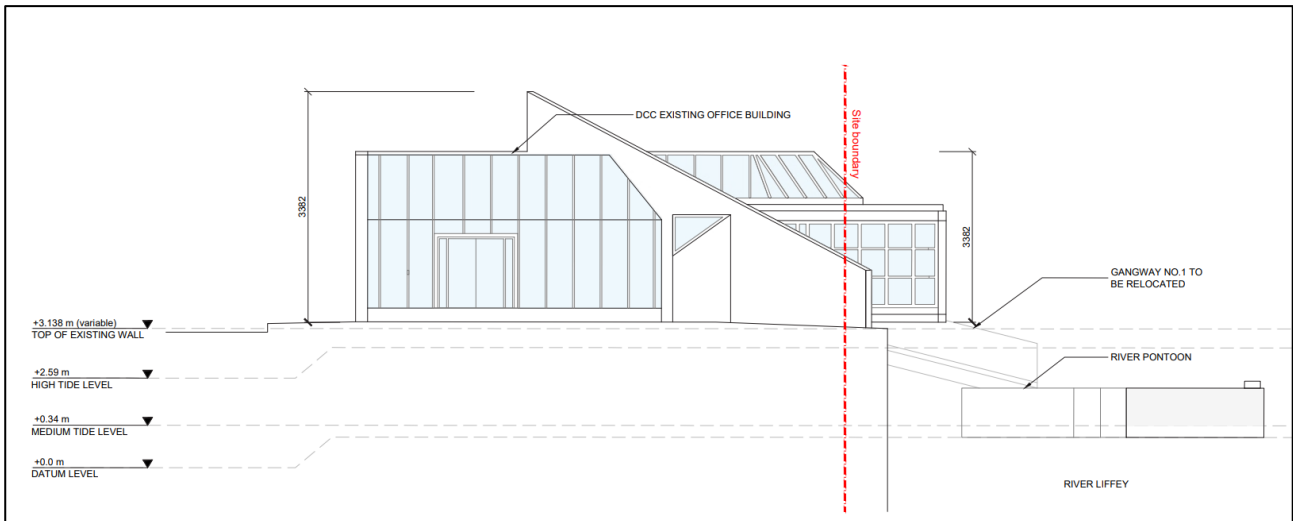 DCC EXISTING OFFICE BUILDING
Site boundary
3382
3382
GANGWAY NO.1 TO
BE RELOCATED
+3.138 m (variable)
TOP OF EXISTING WALL
RIVER PONTOON
+2.59 m
HIGH TIDE LEVEL
+0.34 m
MEDIUM TIDE LEVEL
+0.0 m
DATUM LEVEL
RIVER LIFFEY